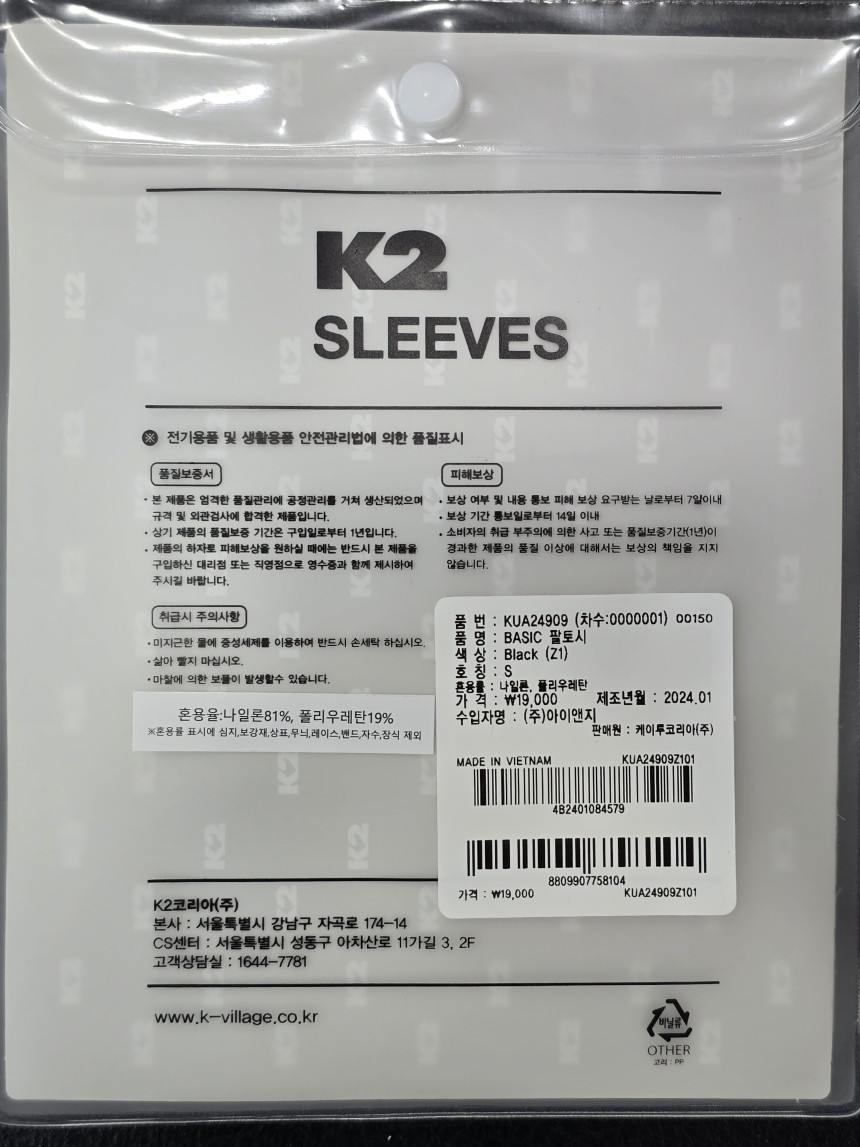 K2
SLEEVES
※ 전기용품 및 생활용품 안전관리법에 의한 품질표시
품질보증서
• 본 제품은 엄격한 품질관리에 공정관리를 거쳐 생산되었으며
규격 및 외관검사에 합격한 제품입니다.
• 상기 제품의 품질보증 기간은 구입일로부터 1년입니다.
• 제품의 하자로 피해보상을 원하실 때에는 반드시 본 제품을
구입하신 대리점 또는 직영점으로 영수증과 함께 제시하여
주시길 바랍니다.
피해보상
• 보상 여부 및 내용 통보 피해 보상 요구받는 날로부터 7일이내
• 보상 기간 통보일로부터 14일 이내
• 소비자의 취급 부주의에 의한 사고 또는 품질보증기간(1년)이
경과한 제품의 품질 이상에 대해서는 보상의 책임을 지지
않습니다.
취급시 주의사항
• 미지근한 물에 중성세제를 이용하여 반드시 손세탁 하십시오.
• 삶아 빨지 마십시오.
• 마찰에 의한 보풀이 발생할수 있습니다.
혼용율:나일론81%, 폴리우레탄19%
※혼용률 표시에 심지,보강재,상표,무늬,레이스,밴드,자수,장식 제외
품 번 : KUA24909 (차수:0000001) 00150
품 명 : BASIC 팔토시
색 상 : Black (Z1)
호 칭 : S
혼용률 : 나일론, 폴리우레탄
가 격 : ₩19,000 제조년월 : 2024.01
수입자명 : (주)아이앤지
판매원 : 케이투코리아(주)
MADE IN VIETNAM KUA24909Z101
4B2401084579
8809907758104
가격 : ₩19,000 KUA24909Z101
K2코리아(주)
본사 : 서울특별시 강남구 자곡로 174-14
CS센터 : 서울특별시 성동구 아차산로 11가길 3, 2F
고객상담실 : 1644-7781
www.k-village.co.kr
비닐류
OTHER
고리 : PP